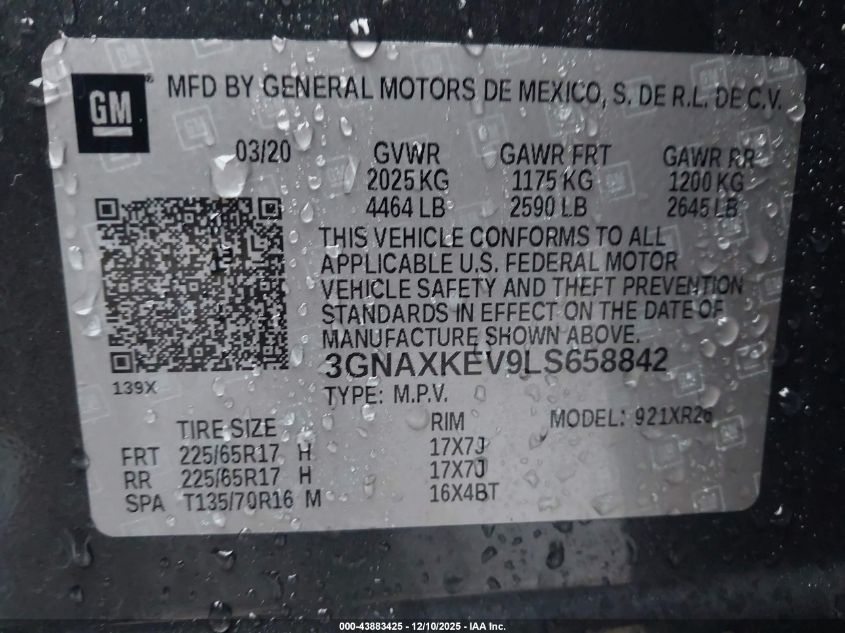 GM® MFD BY GENERAL MOTORS DE MEXICO, S. DE R.L. DE C.V.
03/20 GVWR GAWR FRT GAWR RR
2025 KG 1175 KG 1200 KG
4464 LB 2590 LB 2645 LB
THIS VEHICLE CONFORMS TO ALL
APPLICABLE U.S. FEDERAL MOTOR
VEHICLE SAFETY AND THEFT PREVENTION
STANDARDS IN EFFECT ON THE DATE OF
MANUFACTURE SHOWN ABOVE.
3GNAXKEV9LS658842
139X
TYPE: M.P.V.
TIRE SIZE RIM MODEL: 921XR26
FRT 225/65R17 H 17X7J
RR 225/65R17 H 17X7J
SPA T135/70R16 M 16X4BT
000-43883425 - 12/10/2025 - IAA Inc.